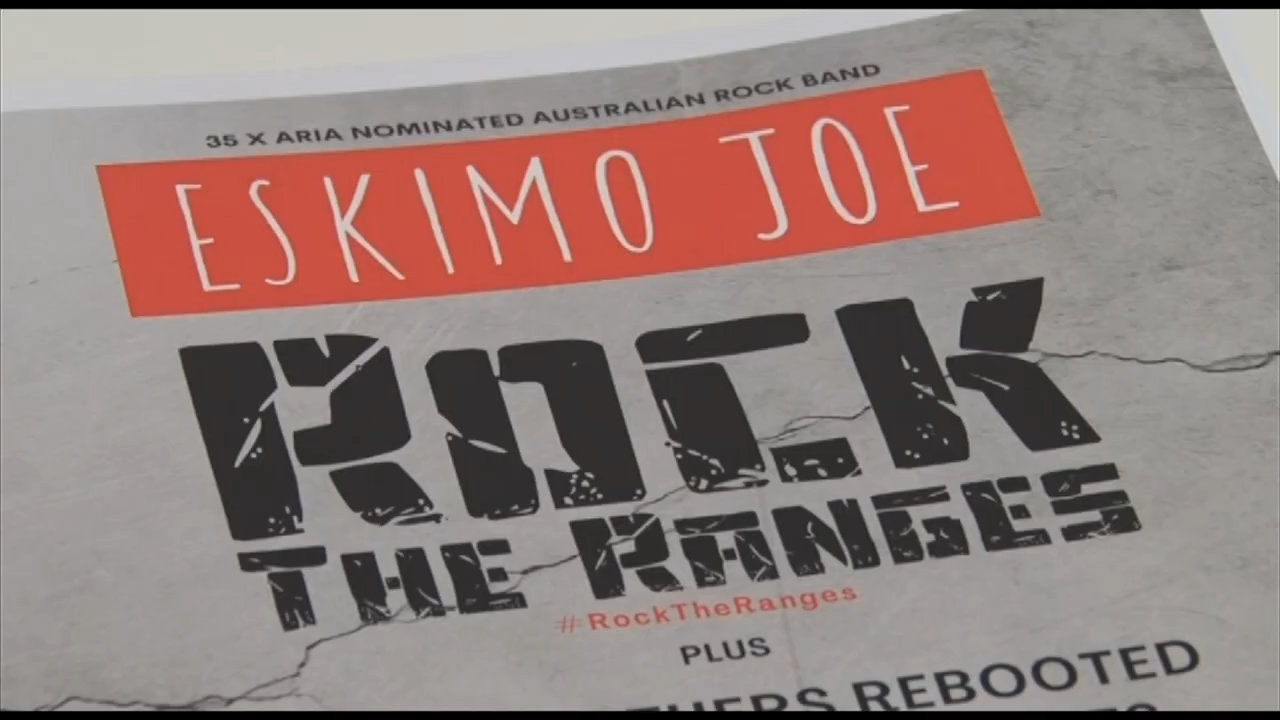 35 X ARIA NOMINATED AUSTRALIAN ROCK BAND
ESKIMO JOE
ROCK
THE RANGES
#RockTheRanges
PLUS
REBOOTED